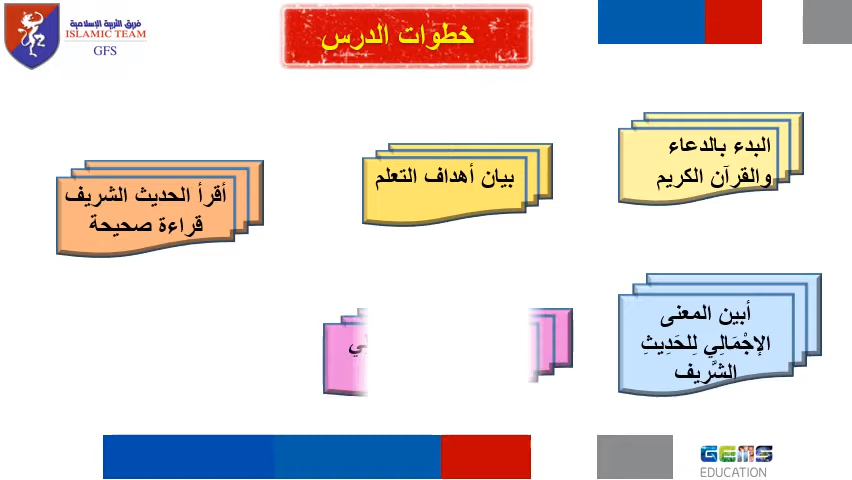 فريق التربية الإسلامية
ISLAMIC TEAM
GFS
خطوات الدرس
البدء بالدعاء
والقرآن الكريم
بيان أهداف التعلم
أقرأ الحديث الشريف
قراءة صحيحة
أبين المعنى
الإجْمَالِي لِلحَدِيثِ
الشَّريف
GEMS
EDUCATION